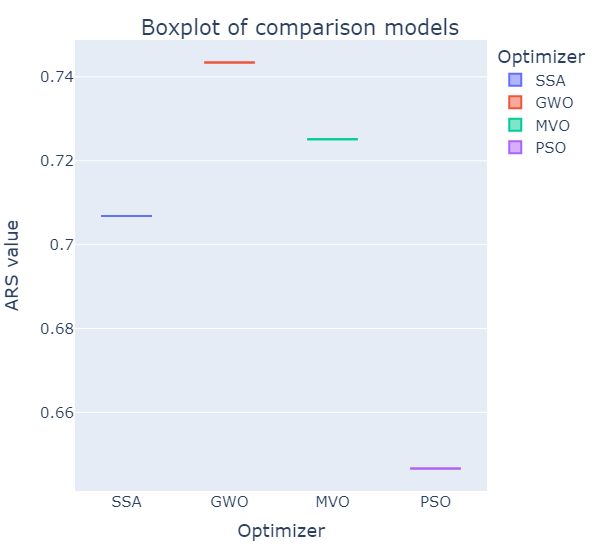 Boxplot of comparison models
Optimizer
SSA
GWO
MVO
PSO
ARS value
0.74
0.72
0.7
0.68
0.66
SSA
GWO
MVO
PSO
Optimizer